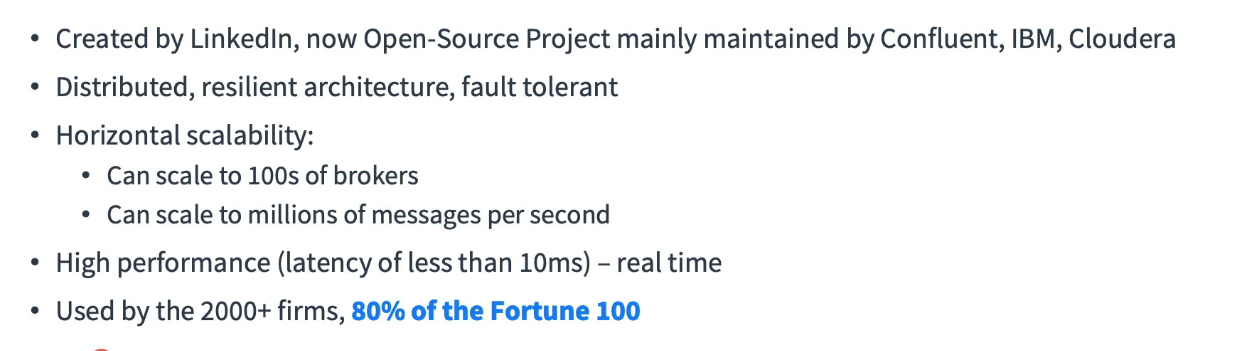 • Created by LinkedIn, now Open-Source Project mainly maintained by Confluent, IBM, Cloudera
• Distributed, resilient architecture, fault tolerant
• Horizontal scalability:
• Can scale to 100s of brokers
• Can scale to millions of messages per second
• High performance (latency of less than 10ms) – real time
• Used by the 2000+ firms, 80% of the Fortune 100